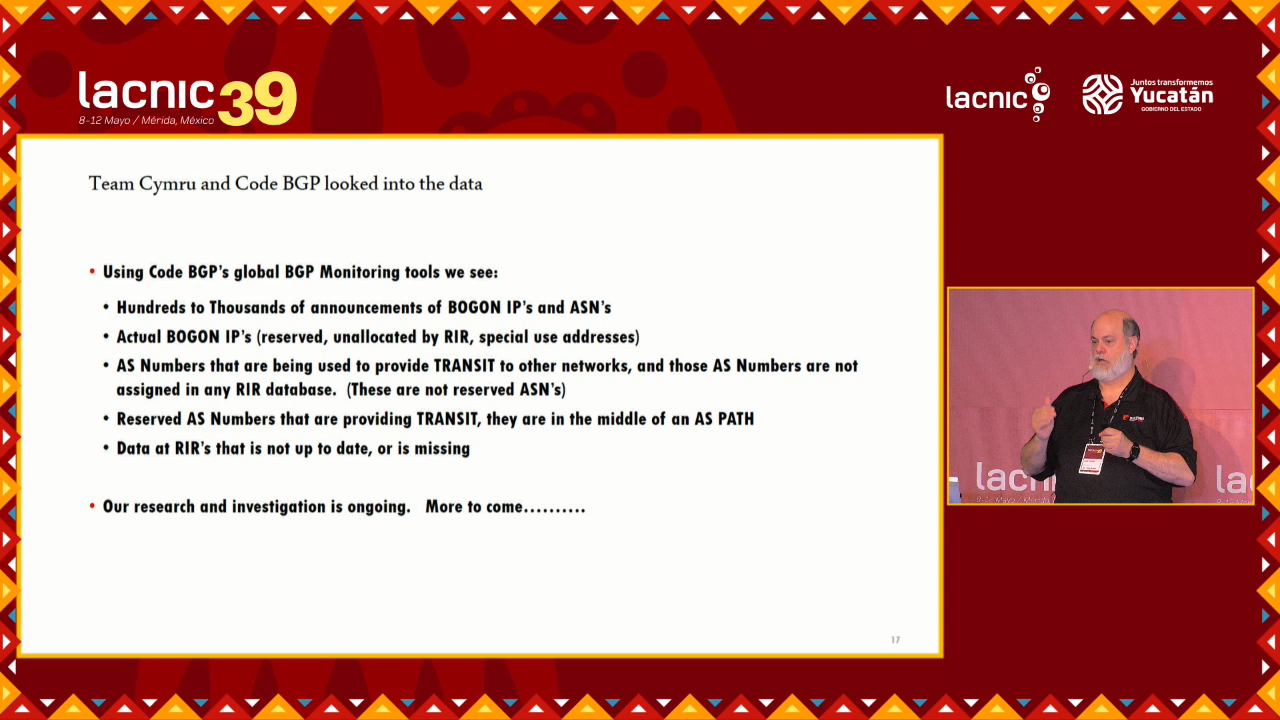 lacnic 39
8-12 Mayo / Mérida, México
lacnic
Juntos transformemos
Yucatán
GOBIERNO DEL ESTADO
Team Cymru and Code BGP looked into the data
• Using Code BGP's global BGP Monitoring tools we see:
• Hundreds to Thousands of announcements of BOGON IP's and ASN's
• Actual BOGON IP's (reserved, unallocated by RIR, special use addresses)
• AS Numbers that are being used to provide TRANSIT to other networks, and those AS Numbers are not
assigned in any RIR database. (These are not reserved ASN's)
• Reserved AS Numbers that are providing TRANSIT, they are in the middle of an AS PATH
• Data at RIR's that is not up to date, or is missing
• Our research and investigation is ongoing. More to come..........
17
lacni
la